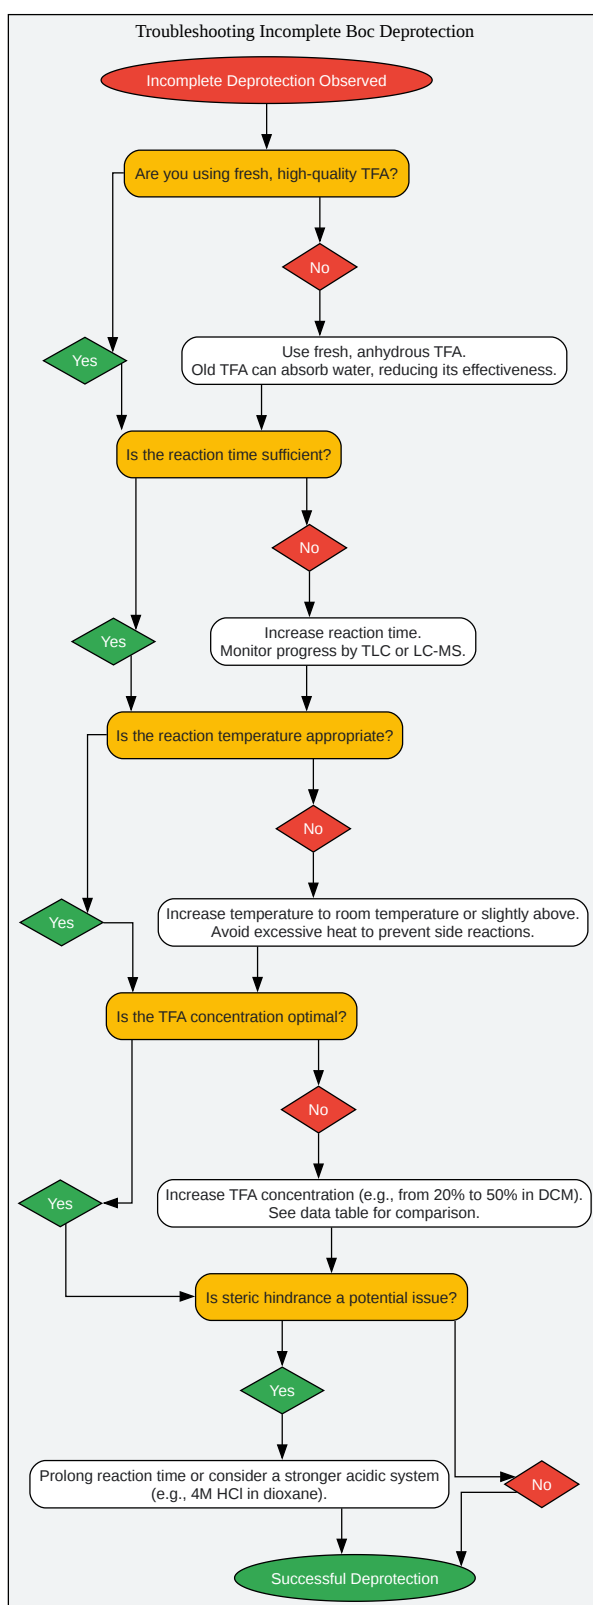 Troubleshooting Incomplete Boc Deprotection
Incomplete Deprotection Observed
Are you using fresh, high-quality TFA?
No
Yes
Use fresh, anhydrous TFA.
Old TFA can absorb water, reducing its effectiveness.
Is the reaction time sufficient?
No
Yes
Increase reaction time.
Monitor progress by TLC or LC-MS.
Is the reaction temperature appropriate?
No
Yes
Increase temperature to room temperature or slightly above.
Avoid excessive heat to prevent side reactions.
Is the TFA concentration optimal?
No
Yes
Increase TFA concentration (e.g., from 20% to 50% in DCM).
See data table for comparison.
Is steric hindrance a potential issue?
Yes
Prolong reaction time or consider a stronger acidic system
(e.g., 4M HCl in dioxane).
No
Successful Deprotection